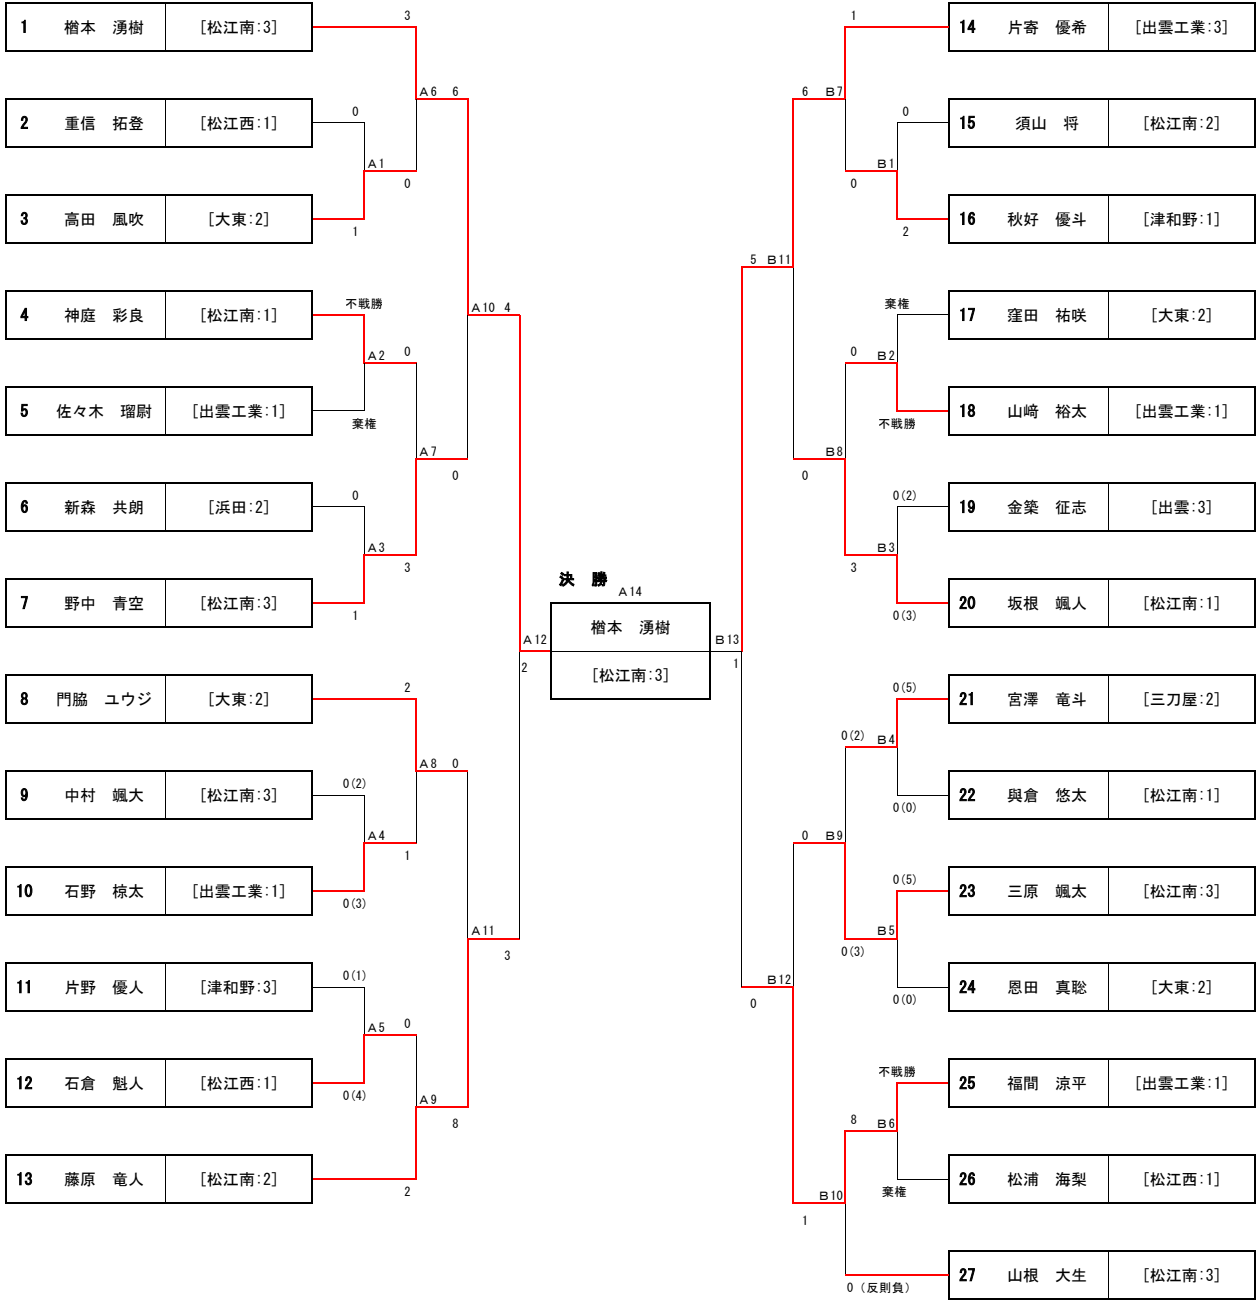 1 楢本 湧樹 [松江南:3]
2 重信 拓登 [松江西:1]
3 高田 風吹 [大東:2]
4 神庭 彩良 [松江南:1]
5 佐々木 瑠尉 [出雲工業:1]
6 新森 共朗 [浜田:2]
7 野中 青空 [松江南:3]
8 門脇 ユウジ [大東:2]
9 中村 颯大 [松江南:3]
10 石野 椋太 [出雲工業:1]
11 片野 優人 [津和野:3]
12 石倉 魁人 [松江西:1]
13 藤原 竜人 [松江南:2]
3
A6 6
0
A1
0
1
不戦勝
A2 0
棄権
A7
0
0
A3
3
1
A10 4
2
A8 0
0(2)
A4
1
0(3)
A11
3
0(1)
A5 0
0(4)
A9
8
2
A12
2
決 勝
A14
楢本 湧樹
[松江南:3]
B13
1
1
6 B7
0
B1
0
2
5 B11
棄権
0 B2
不戦勝
B8
0
0(2)
B3
3
0(3)
0(5)
0(2) B4
0(0)
0 B9
0(5)
B5
0(3)
0(0)
B12
0
不戦勝
8 B6
棄権
B10
1
0（反則負）
14 片寄 優希 [出雲工業:3]
15 須山 将 [松江南:2]
16 秋好 優斗 [津和野:1]
17 窪田 祐咲 [大東:2]
18 山﨑 裕太 [出雲工業:1]
19 金築 征志 [出雲:3]
20 坂根 颯人 [松江南:1]
21 宮澤 竜斗 [三刀屋:2]
22 與倉 悠太 [松江南:1]
23 三原 颯太 [松江南:3]
24 恩田 真聡 [大東:2]
25 福間 涼平 [出雲工業:1]
26 松浦 海梨 [松江西:1]
27 山根 大生 [松江南:3]